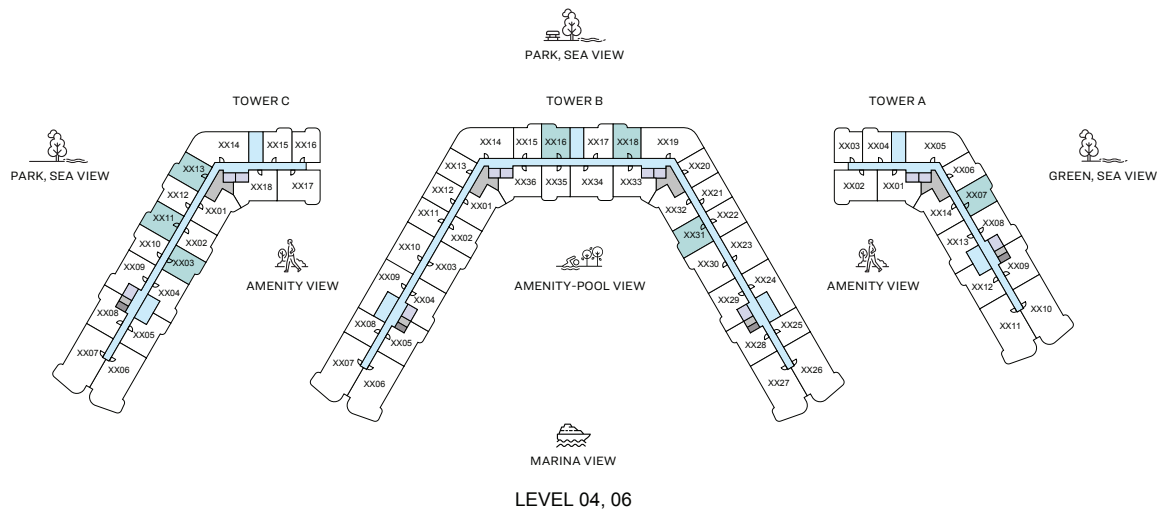 PARK, SEA VIEW
TOWER C
TOWER B
TOWER A
PARK, SEA VIEW
GREEN, SEA VIEW
XX14
XX15
XX16
XX13
XX12
XX11
XX10
XX09
XX08
XX07
XX06
XX05
XX04
XX03
XX02
XX01
XX18
XX17
XX14
XX15
XX16
XX17
XX18
XX19
XX13
XX12
XX11
XX10
XX09
XX08
XX07
XX06
XX05
XX04
XX03
XX02
XX01
XX36
XX35
XX34
XX33
XX32
XX31
XX30
XX29
XX28
XX27
XX26
XX25
XX24
XX23
XX22
XX21
XX20
XX03
XX04
XX05
XX02
XX01
XX06
XX07
XX08
XX09
XX10
XX11
XX12
XX13
XX14
AMENITY VIEW
AMENITY-POOL VIEW
AMENITY VIEW
MARINA VIEW
LEVEL 04, 06